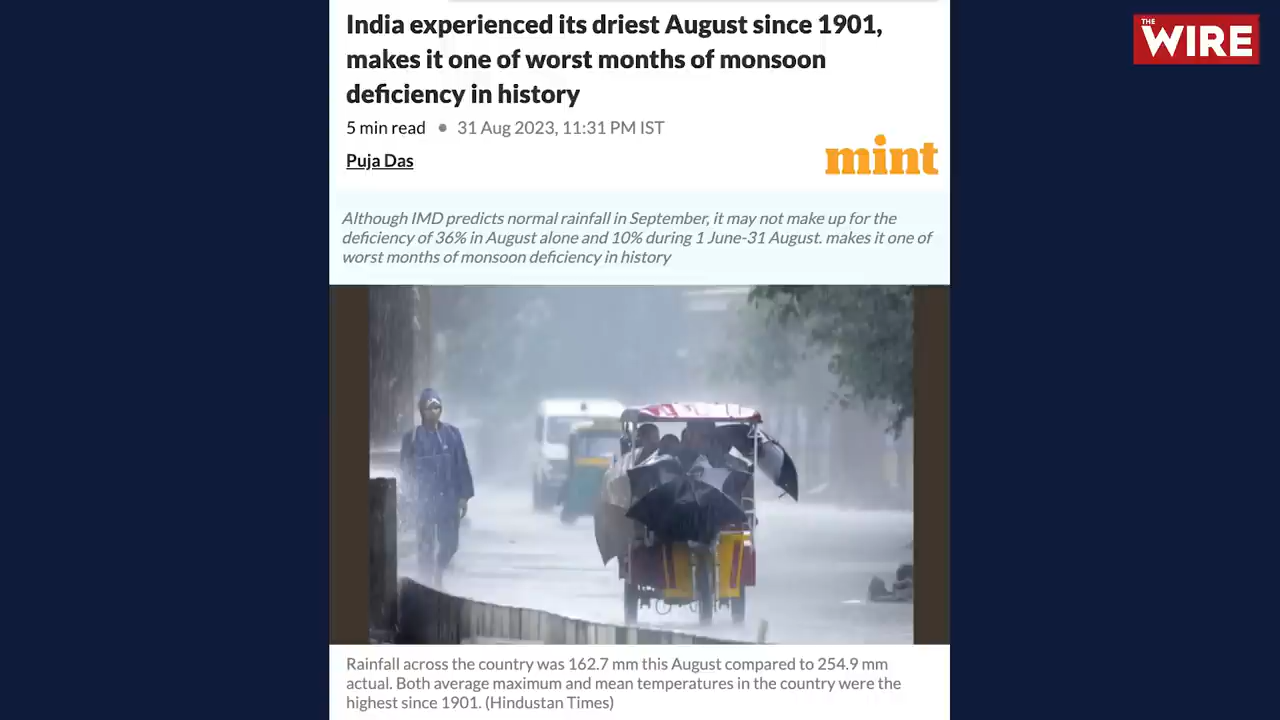 India experienced its driest August since 1901,
makes it one of worst months of monsoon
deficiency in history
5 min read • 31 Aug 2023, 11:31 PM IST
Puja Das
mint
THE
WIRE
Although IMD predicts normal rainfall in September, it may not make up for the
deficiency of 36% in August alone and 10% during 1 June-31 August. makes it one of
worst months of monsoon deficiency in history
Rainfall across the country was 162.7 mm this August compared to 254.9 mm
actual. Both average maximum and mean temperatures in the country were the
highest since 1901. (Hindustan Times)